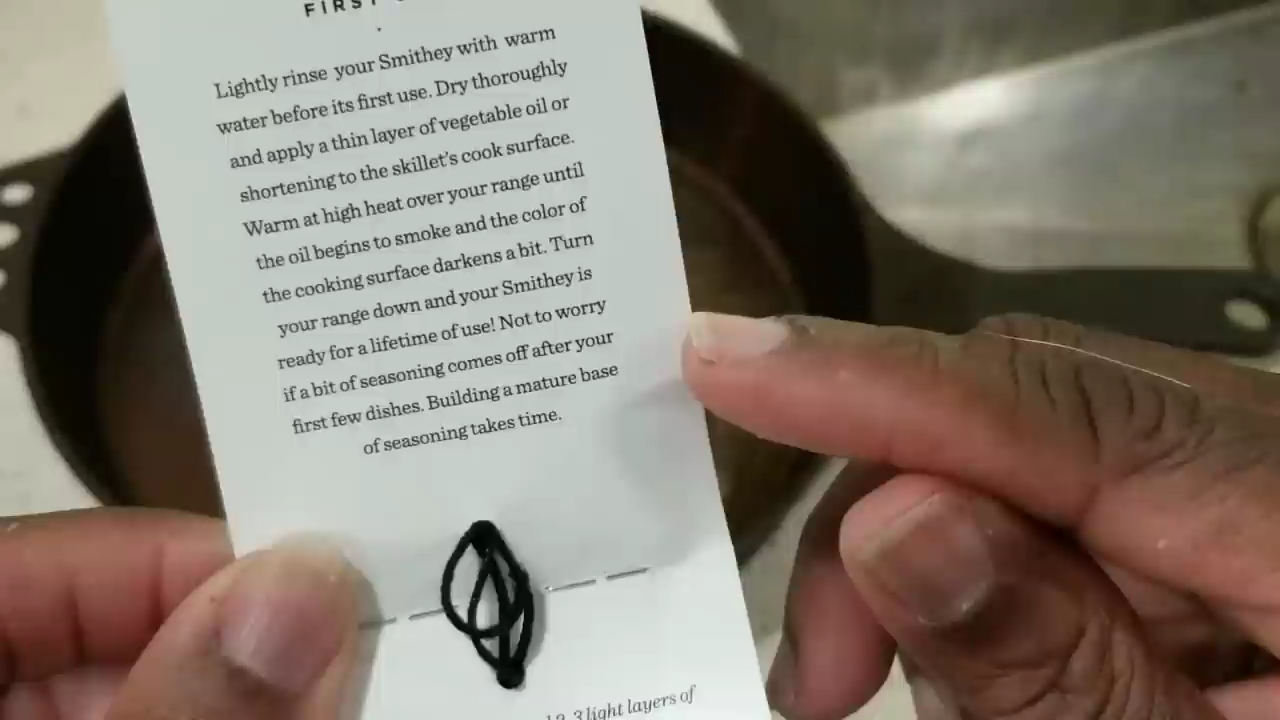 FIRST
Lightly rinse your Smithey with warm
water before its first use. Dry thoroughly
and apply a thin layer of vegetable oil or
shortening to the skillet's cook surface.
Warm at high heat over your range until
the oil begins to smoke and the color of
the cooking surface darkens a bit. Turn
your range down and your Smithey is
ready for a lifetime of use! Not to worry
if a bit of seasoning comes off after your
first few dishes. Building a mature base
of seasoning takes time.
3 light layers of